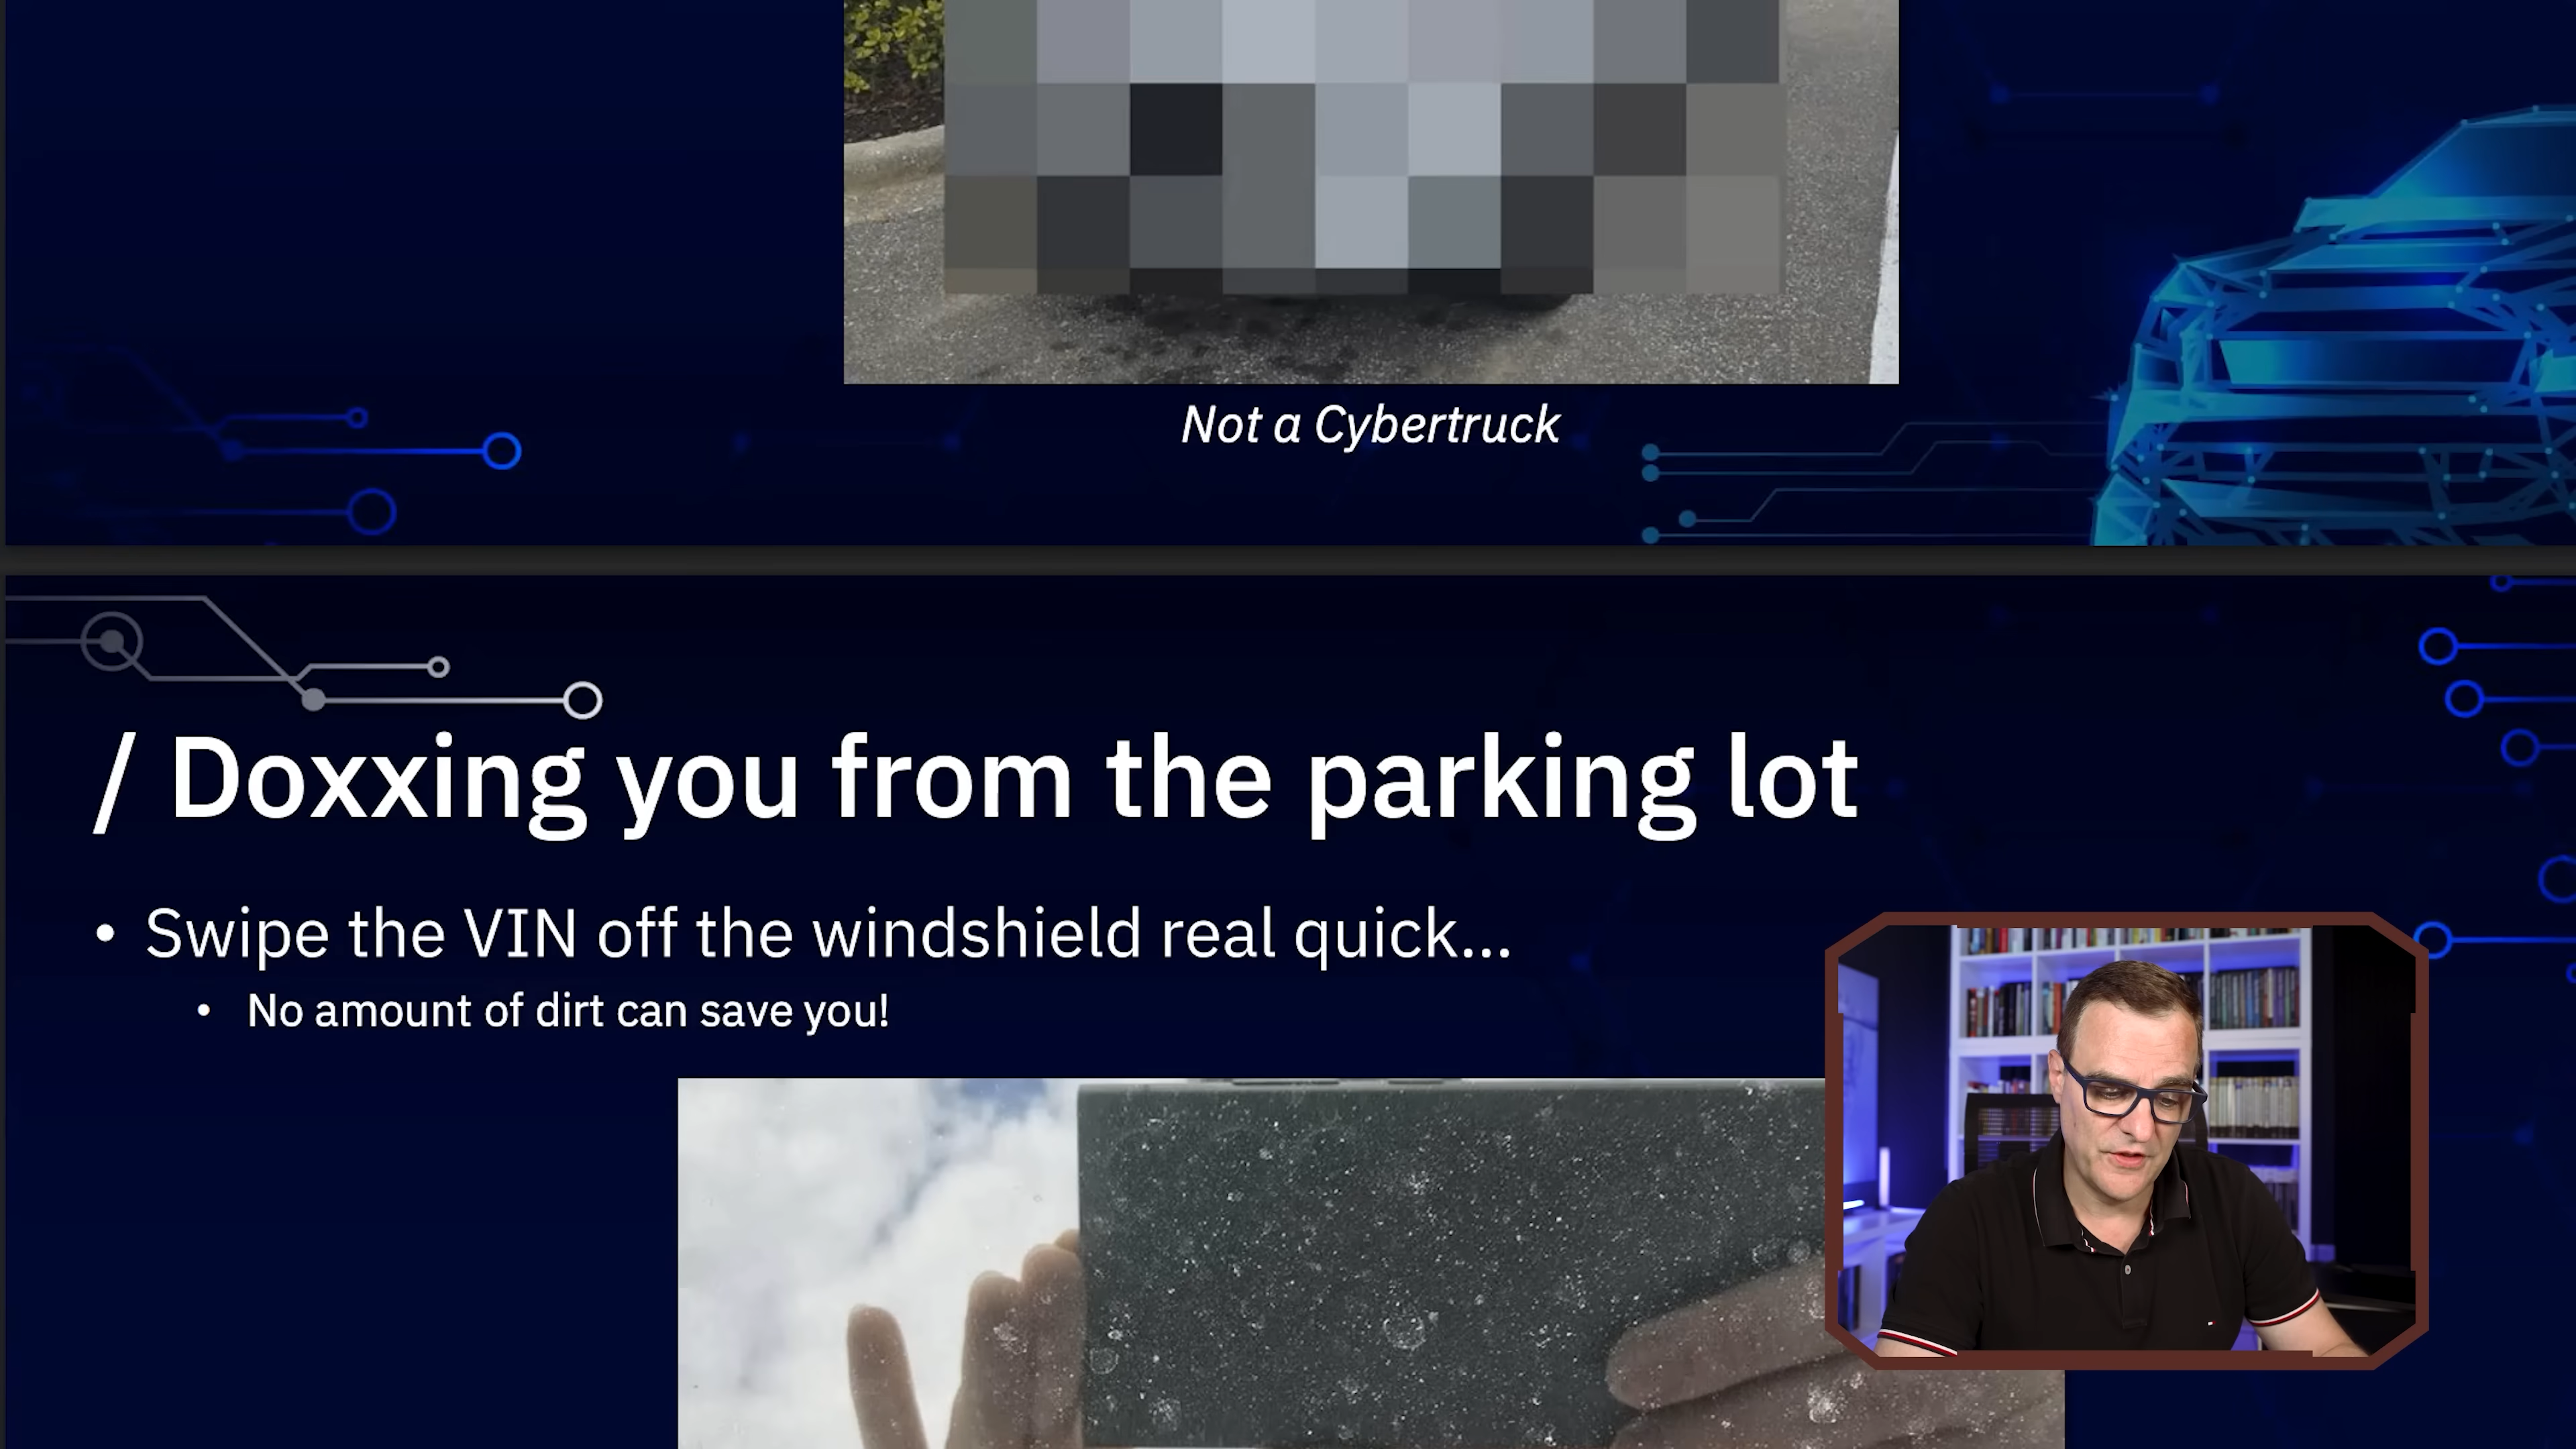 Not a Cybertruck
/ Doxxing you from the parking lot
• Swipe the VIN off the windshield real quick...
• No amount of dirt can save you!